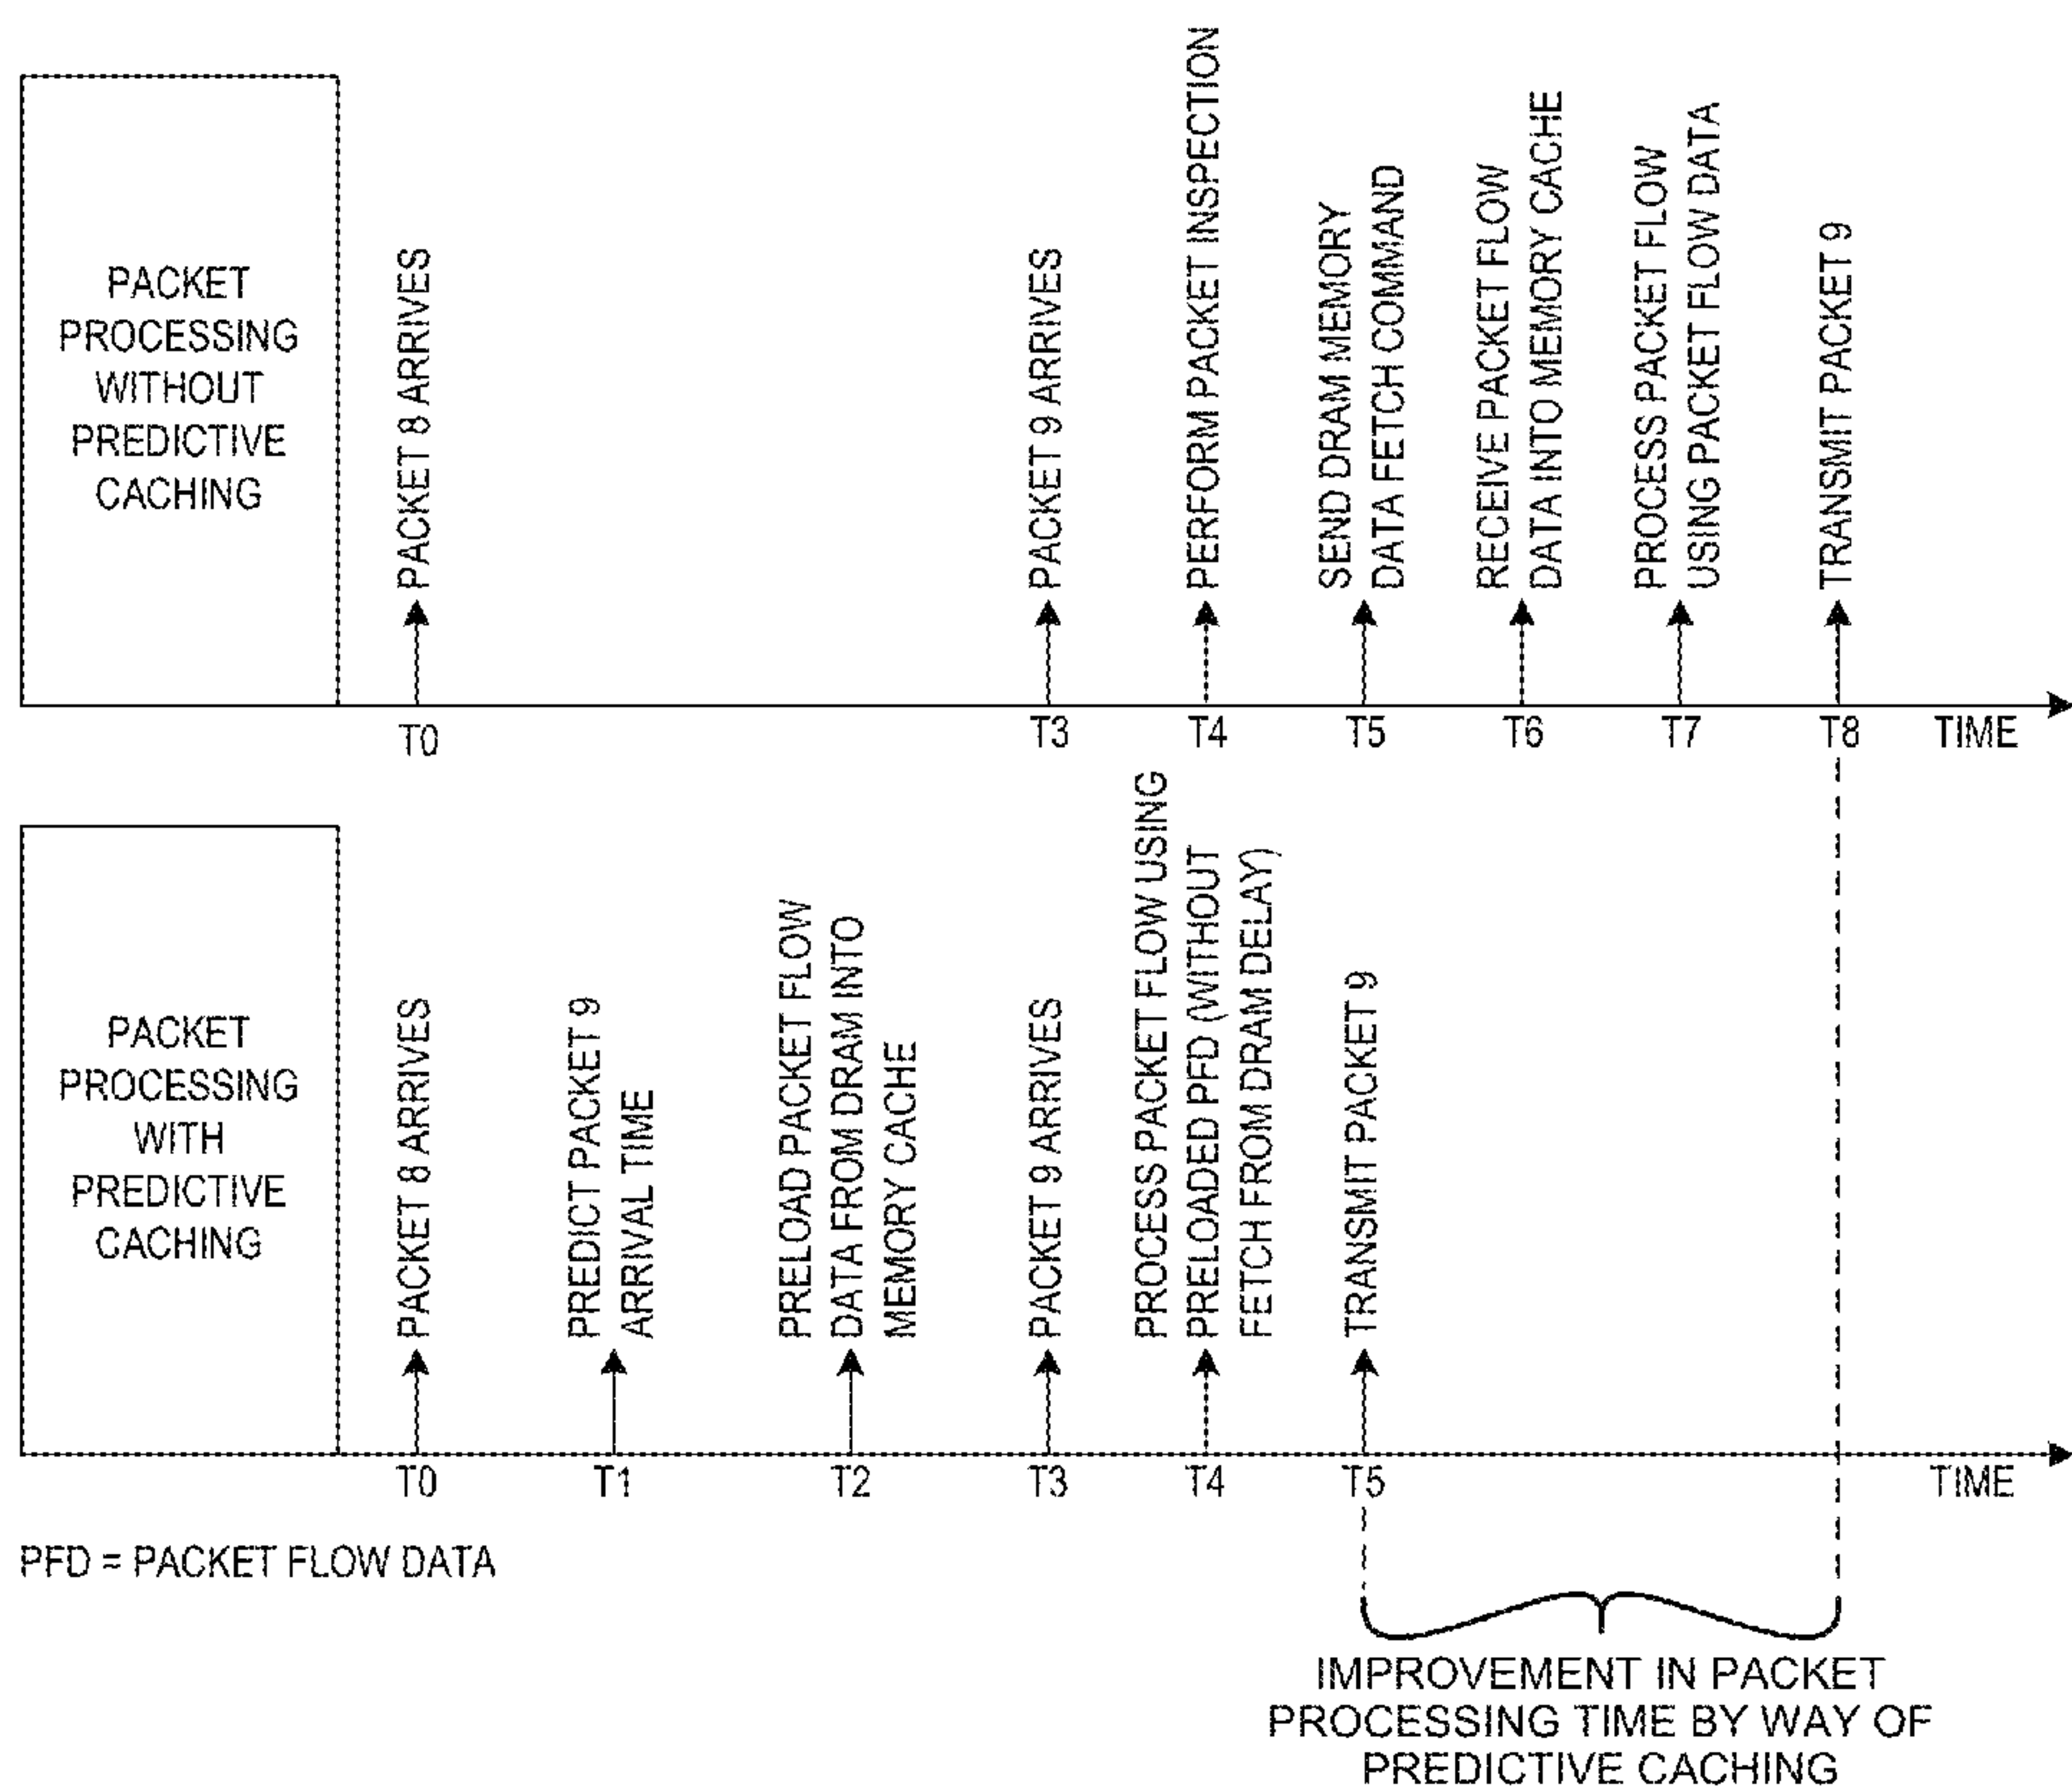 PACKET
PROCESSING
WITHOUT
PREDICTIVE
CACHING
PACKET 8 ARRIVES
PACKET 9 ARRIVES
PERFORM PACKET INSPECTION
SEND DRAM MEMORY
DATA FETCH COMMAND
RECEIVE PACKET FLOW
DATA INTO MEMORY CACHE
PROCESS PACKET FLOW
USING PACKET FLOW DATA
TRANSMIT PACKET 9
T0
T3
T4
T5
T6
T7
T8
TIME
PACKET
PROCESSING
WITH
PREDICTIVE
CACHING
PACKET 8 ARRIVES
PREDICT PACKET 9
ARRIVAL TIME
PRELOAD PACKET FLOW
DATA FROM DRAM INTO
MEMORY CACHE
PACKET 9 ARRIVES
PROCESS PACKET FLOW USING
PRELOADED PFD (WITHOUT
FETCH FROM DRAM DELAY)
TRANSMIT PACKET 9
T0
T1
T2
T3
T4
T5
TIME
PFD = PACKET FLOW DATA
IMPROVEMENT IN PACKET
PROCESSING TIME BY WAY OF
PREDICTIVE CACHING